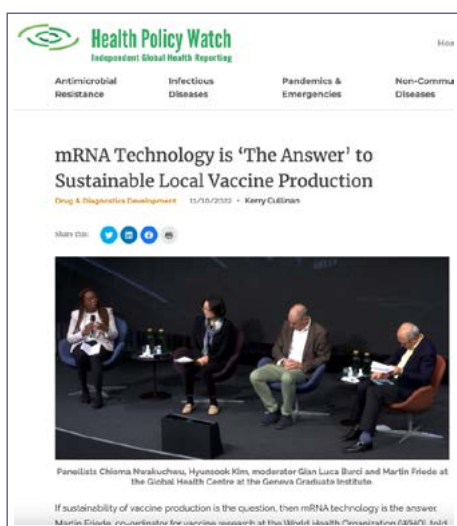 Health Policy Watch
Independent Global Health Reporting
Antimicrobial Resistance
Infectious Diseases
Pandemics & Emergencies
Non-Commu
Diseases
mRNA Technology is ‘The Answer’ to
Sustainable Local Vaccine Production
Drug & Diagnostics Development 11/10/2022 • Kerry Cullinan
Share this:
Panellists Chioma Nwakuchwu, Hyunsook Kim, moderator Gian Luca Burci and Martin Friede at
the Global Health Centre at the Geneva Graduate Institute
If sustainability of vaccine production is the question, then mRNA technology is the answer,
Martin Friede, co-ordinator for vaccine research at the World Health Organization (WHO), told